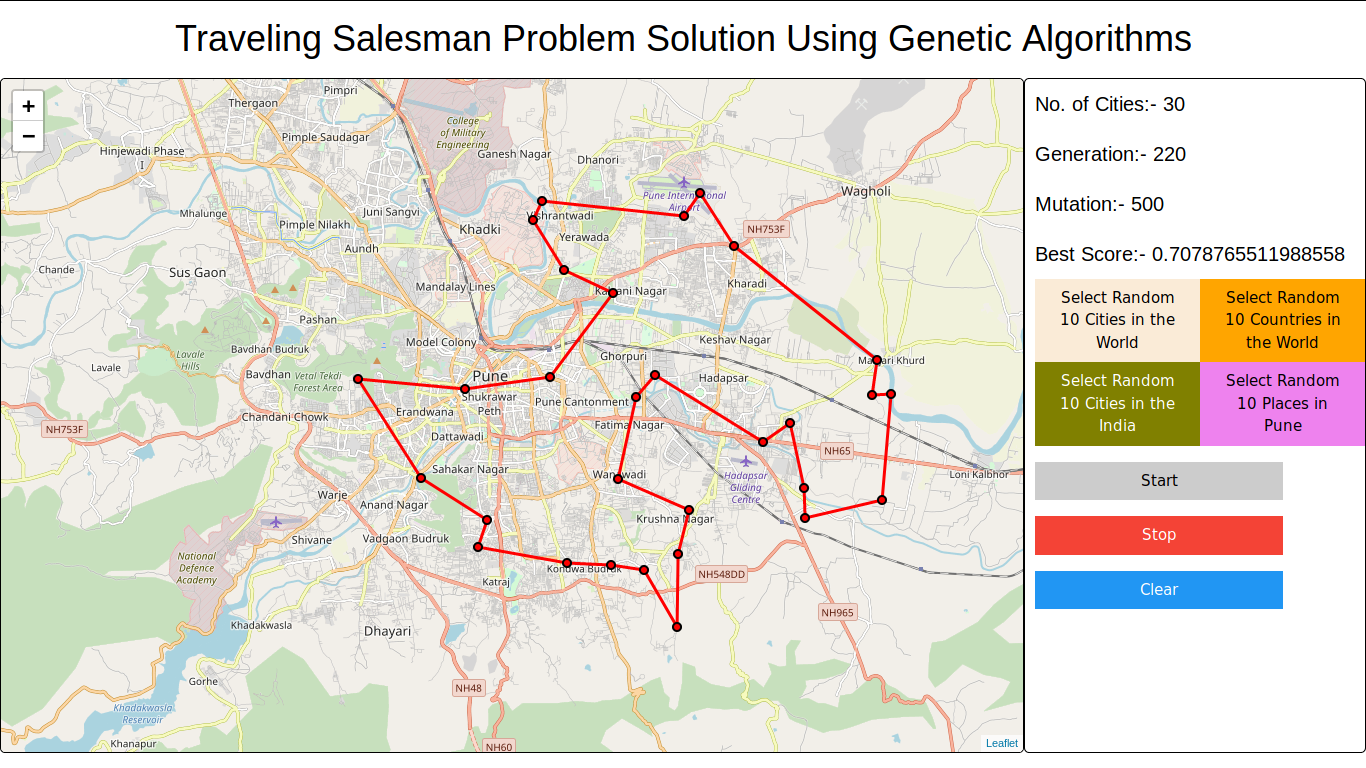 Traveling Salesman Problem Solution Using Genetic Algorithms
+
−
Pimpri
Thergaon
College
of Military
Engineering
Pimple Saudagar
Hinjewadi Phase
I
Ganesh Nagar
Dhanori
Wagholi
Pune International
Airport
Mhalunge
Juni Sangvi
Vishrantwadi
Pimple Nilakh
Khadki
NH753F
Yerawada
Aundh
Chande
Sus Gaon
Mandalay Lines
Kalyani Nagar
Kharadi
Pashan
Model Colony
Keshav Nagar
Bavdhan Budruk
Ghorpuri
Manjari Khurd
Lavale
Hills
Lavale
Bavdhan
Vetal Tekdi
Forest Area
Pune
Hadapsar
Shukrawar
Peth
Pune Cantonment
Erandwana
Chandani Chowk
NH753F
Fatima Nagar
Dattawadi
NH65
Sahakar Nagar
Wanowadi
Hadapsar
Gliding
Centre
Loni Kalbhor
Warje
Anand Nagar
Krushna Nagar
Shivane
Vadgaon Budruk
National
Defence
Academy
Kondwa Budruk
NH548DD
Katraj
NH965
Khadakwasla
Dhayari
Gorhe
NH48
Khadakwasla
Reservoir
Khanapur
NH60
Leaflet
No. of Cities:- 30
Generation:- 220
Mutation:- 500
Best Score:- 0.7078765511988558
Select Random
10 Cities in the
World
Select Random
10 Countries in
the World
Select Random
10 Cities in the
India
Select Random
10 Places in
Pune
Start
Stop
Clear